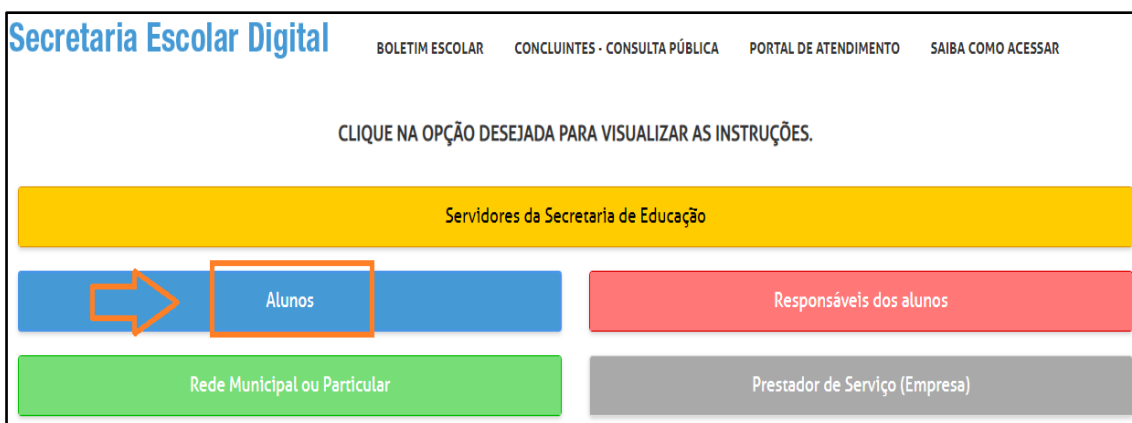 Secretaria Escolar Digital
BOLETIM ESCOLAR CONCLUINTES - CONSULTA PÚBLICA PORTAL DE ATENDIMENTO SAIBA COMO ACESSAR
CLIQUE NA OPÇÃO DESEJADA PARA VISUALIZAR AS INSTRUÇÕES.
Servidores da Secretaria de Educação
Alunos
Responsáveis dos alunos
Rede Municipal ou Particular
Prestador de Serviço (Empresa)